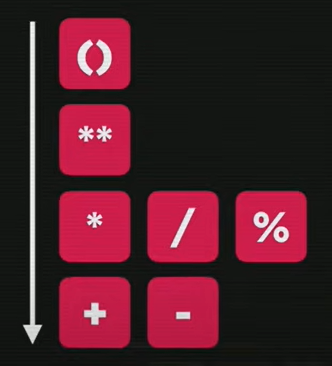 ()
**
* / %
+ -